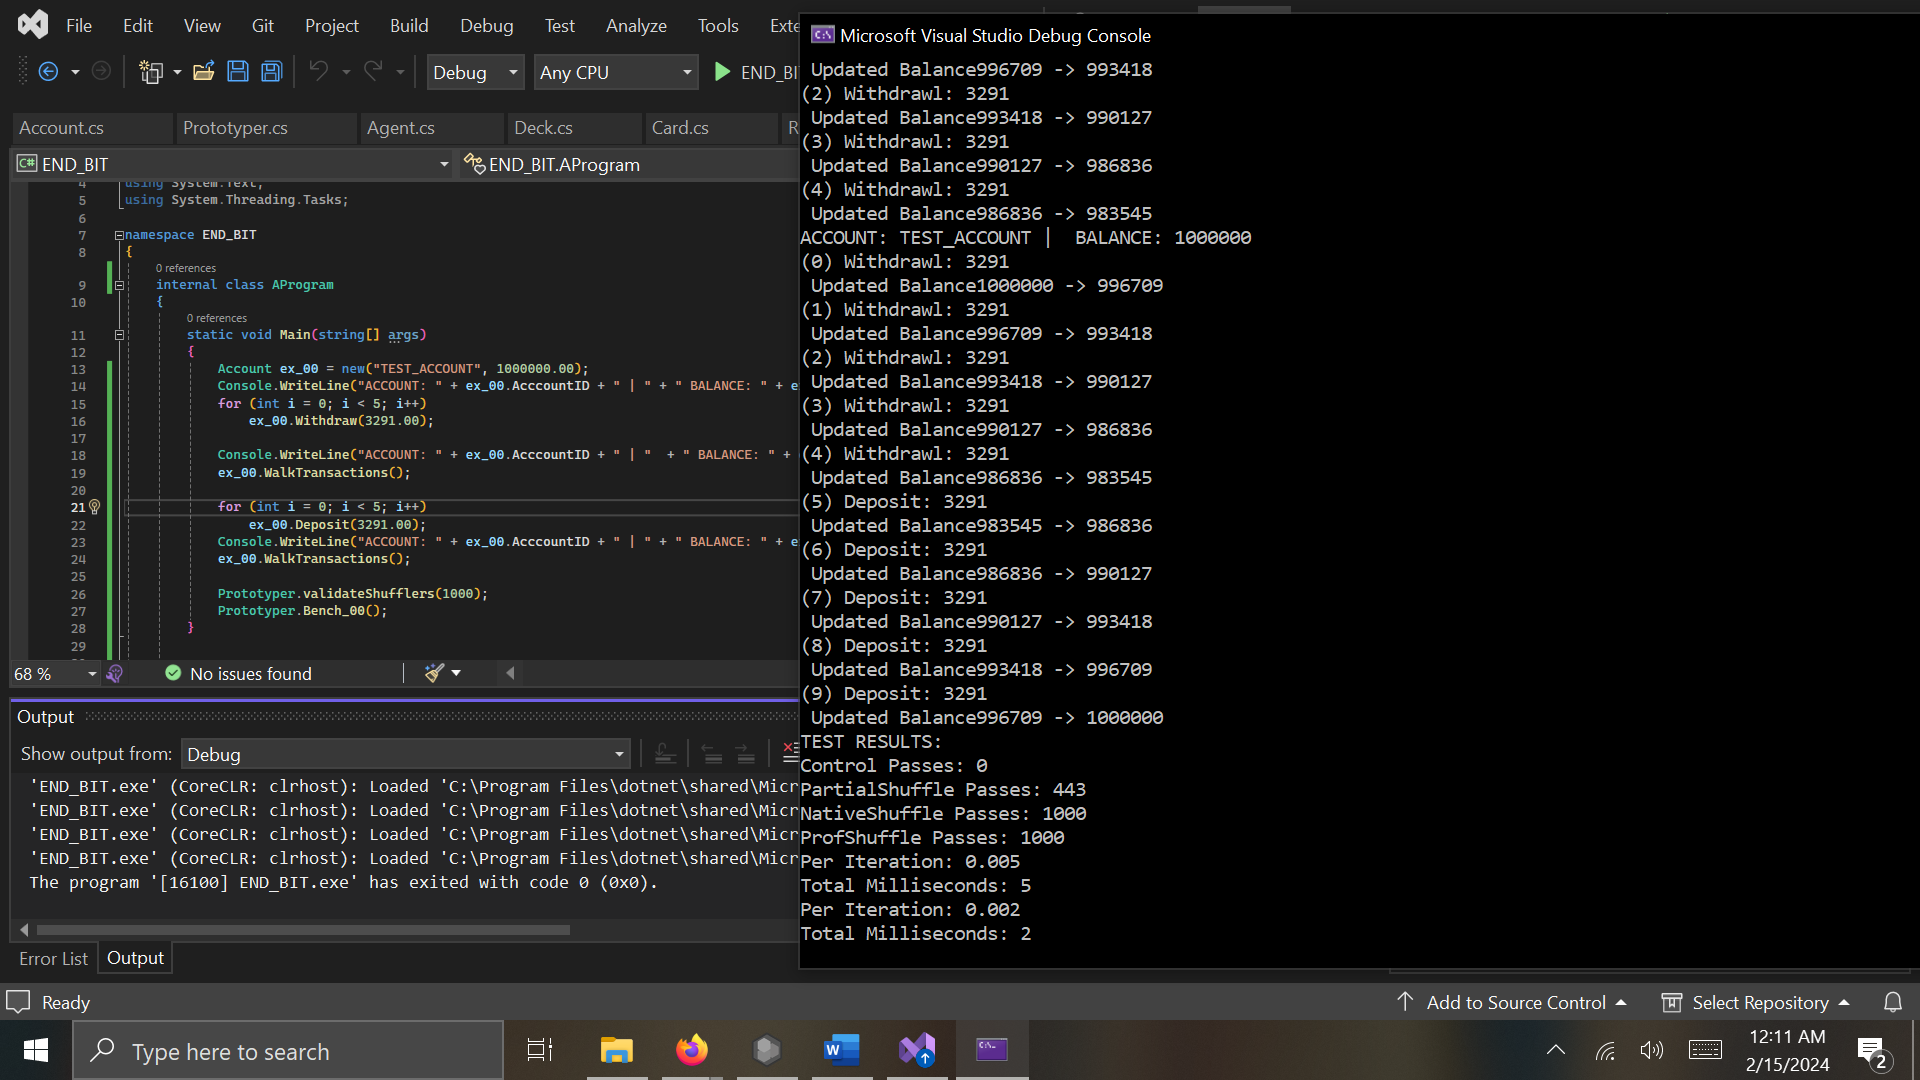 File Edit View Git Project Build Debug Test Analyze Tools Exte
Debug Any CPU END_BI
Account.cs Prototyper.cs Agent.cs Deck.cs Card.cs R
C# END_BIT END_BIT.AProgram
4 using System.Text;
5 using System.Threading.Tasks;
6
7 namespace END_BIT
8 {
0 references
9 internal class AProgram
10 {
0 references
11 static void Main(string[] args)
12 {
13 Account ex_00 = new("TEST_ACCOUNT", 1000000.00);
14 Console.WriteLine("ACCOUNT: " + ex_00.AcccountID + " | " + " BALANCE: " + e
15 for (int i = 0; i < 5; i++)
16 ex_00.Withdraw(3291.00);
17
18 Console.WriteLine("ACCOUNT: " + ex_00.AcccountID + " | "  + " BALANCE: " +
19 ex_00.WalkTransactions();
20
21 for (int i = 0; i < 5; i++)
22 ex_00.Deposit(3291.00);
23 Console.WriteLine("ACCOUNT: " + ex_00.AcccountID + " | " + " BALANCE: " + e
24 ex_00.WalkTransactions();
25
26 Prototyper.validateShufflers(1000);
27 Prototyper.Bench_00();
28 }
29
68 % No issues found
Output
Show output from: Debug
'END_BIT.exe' (CoreCLR: clrhost): Loaded 'C:\Program Files\dotnet\shared\Micr
'END_BIT.exe' (CoreCLR: clrhost): Loaded 'C:\Program Files\dotnet\shared\Micr
'END_BIT.exe' (CoreCLR: clrhost): Loaded 'C:\Program Files\dotnet\shared\Micr
'END_BIT.exe' (CoreCLR: clrhost): Loaded 'C:\Program Files\dotnet\shared\Micr
The program '[16100] END_BIT.exe' has exited with code 0 (0x0).
Error List Output
Microsoft Visual Studio Debug Console
Updated Balance996709 -> 993418
(2) Withdrawl: 3291
Updated Balance993418 -> 990127
(3) Withdrawl: 3291
Updated Balance990127 -> 986836
(4) Withdrawl: 3291
Updated Balance986836 -> 983545
ACCOUNT: TEST_ACCOUNT |  BALANCE: 1000000
(0) Withdrawl: 3291
Updated Balance1000000 -> 996709
(1) Withdrawl: 3291
Updated Balance996709 -> 993418
(2) Withdrawl: 3291
Updated Balance993418 -> 990127
(3) Withdrawl: 3291
Updated Balance990127 -> 986836
(4) Withdrawl: 3291
Updated Balance986836 -> 983545
(5) Deposit: 3291
Updated Balance983545 -> 986836
(6) Deposit: 3291
Updated Balance986836 -> 990127
(7) Deposit: 3291
Updated Balance990127 -> 993418
(8) Deposit: 3291
Updated Balance993418 -> 996709
(9) Deposit: 3291
Updated Balance996709 -> 1000000
TEST RESULTS:
Control Passes: 0
PartialShuffle Passes: 443
NativeShuffle Passes: 1000
ProfShuffle Passes: 1000
Per Iteration: 0.005
Total Milliseconds: 5
Per Iteration: 0.002
Total Milliseconds: 2
Ready Add to Source Control Select Repository
Type here to search
12:11 AM
2/15/2024
2